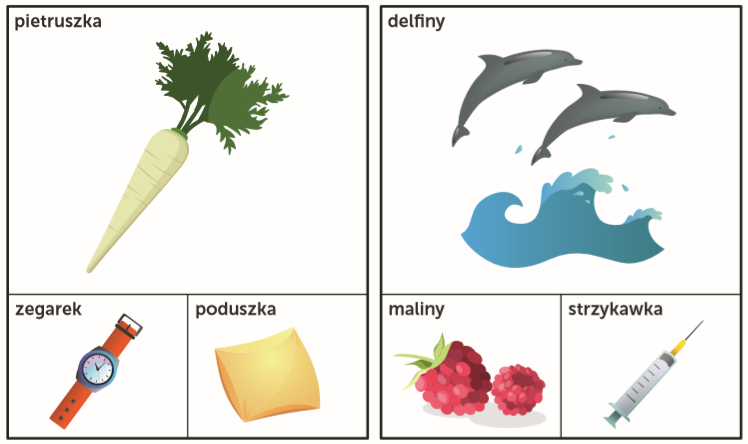 pietruszka
delfiny
zegarek
poduszka
maliny
strzykawka